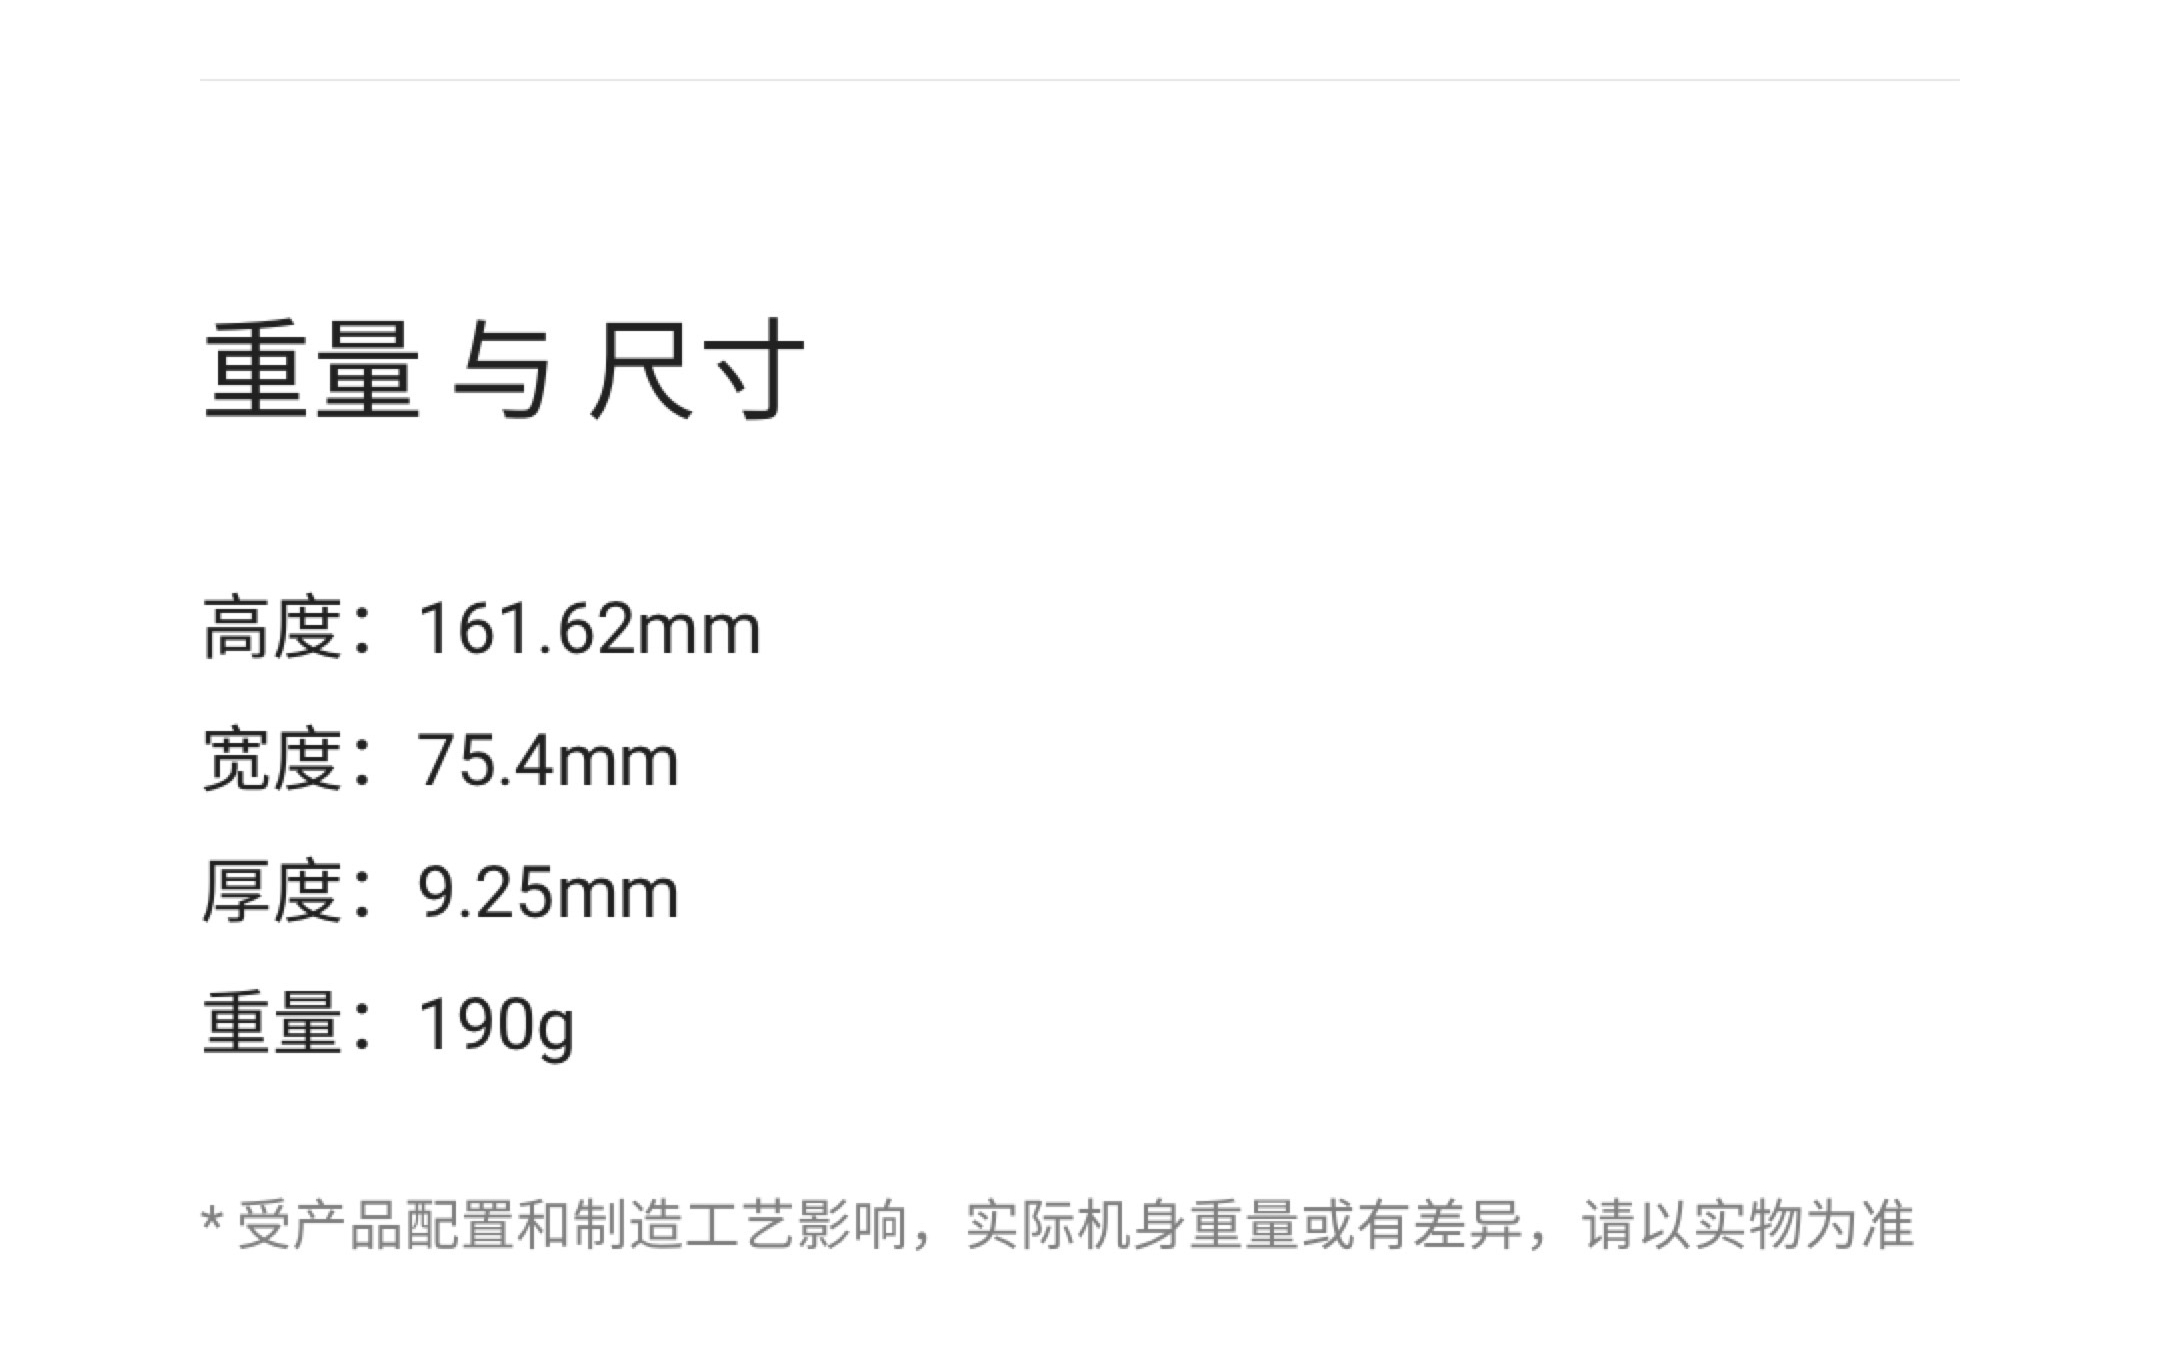 重量 与 尺寸
高度：161.62mm
宽度：75.4mm
厚度：9.25mm
重量：190g
* 受产品配置和制造工艺影响，实际机身重量或有差异，请以实物为准